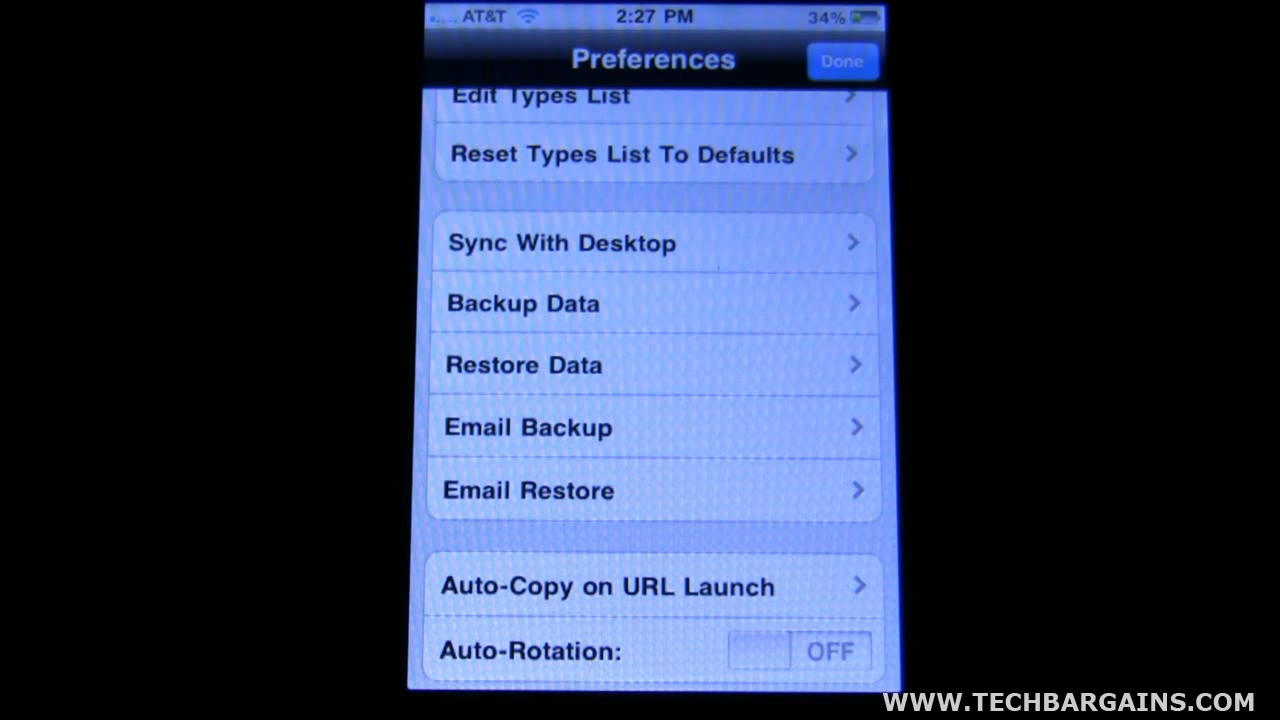 AT&T 2:27 PM 34%
Preferences Done
Edit Types List
Reset Types List To Defaults
Sync With Desktop
Backup Data
Restore Data
Email Backup
Email Restore
Auto-Copy on URL Launch
Auto-Rotation: OFF
WWW.TECHBARGAINS.COM